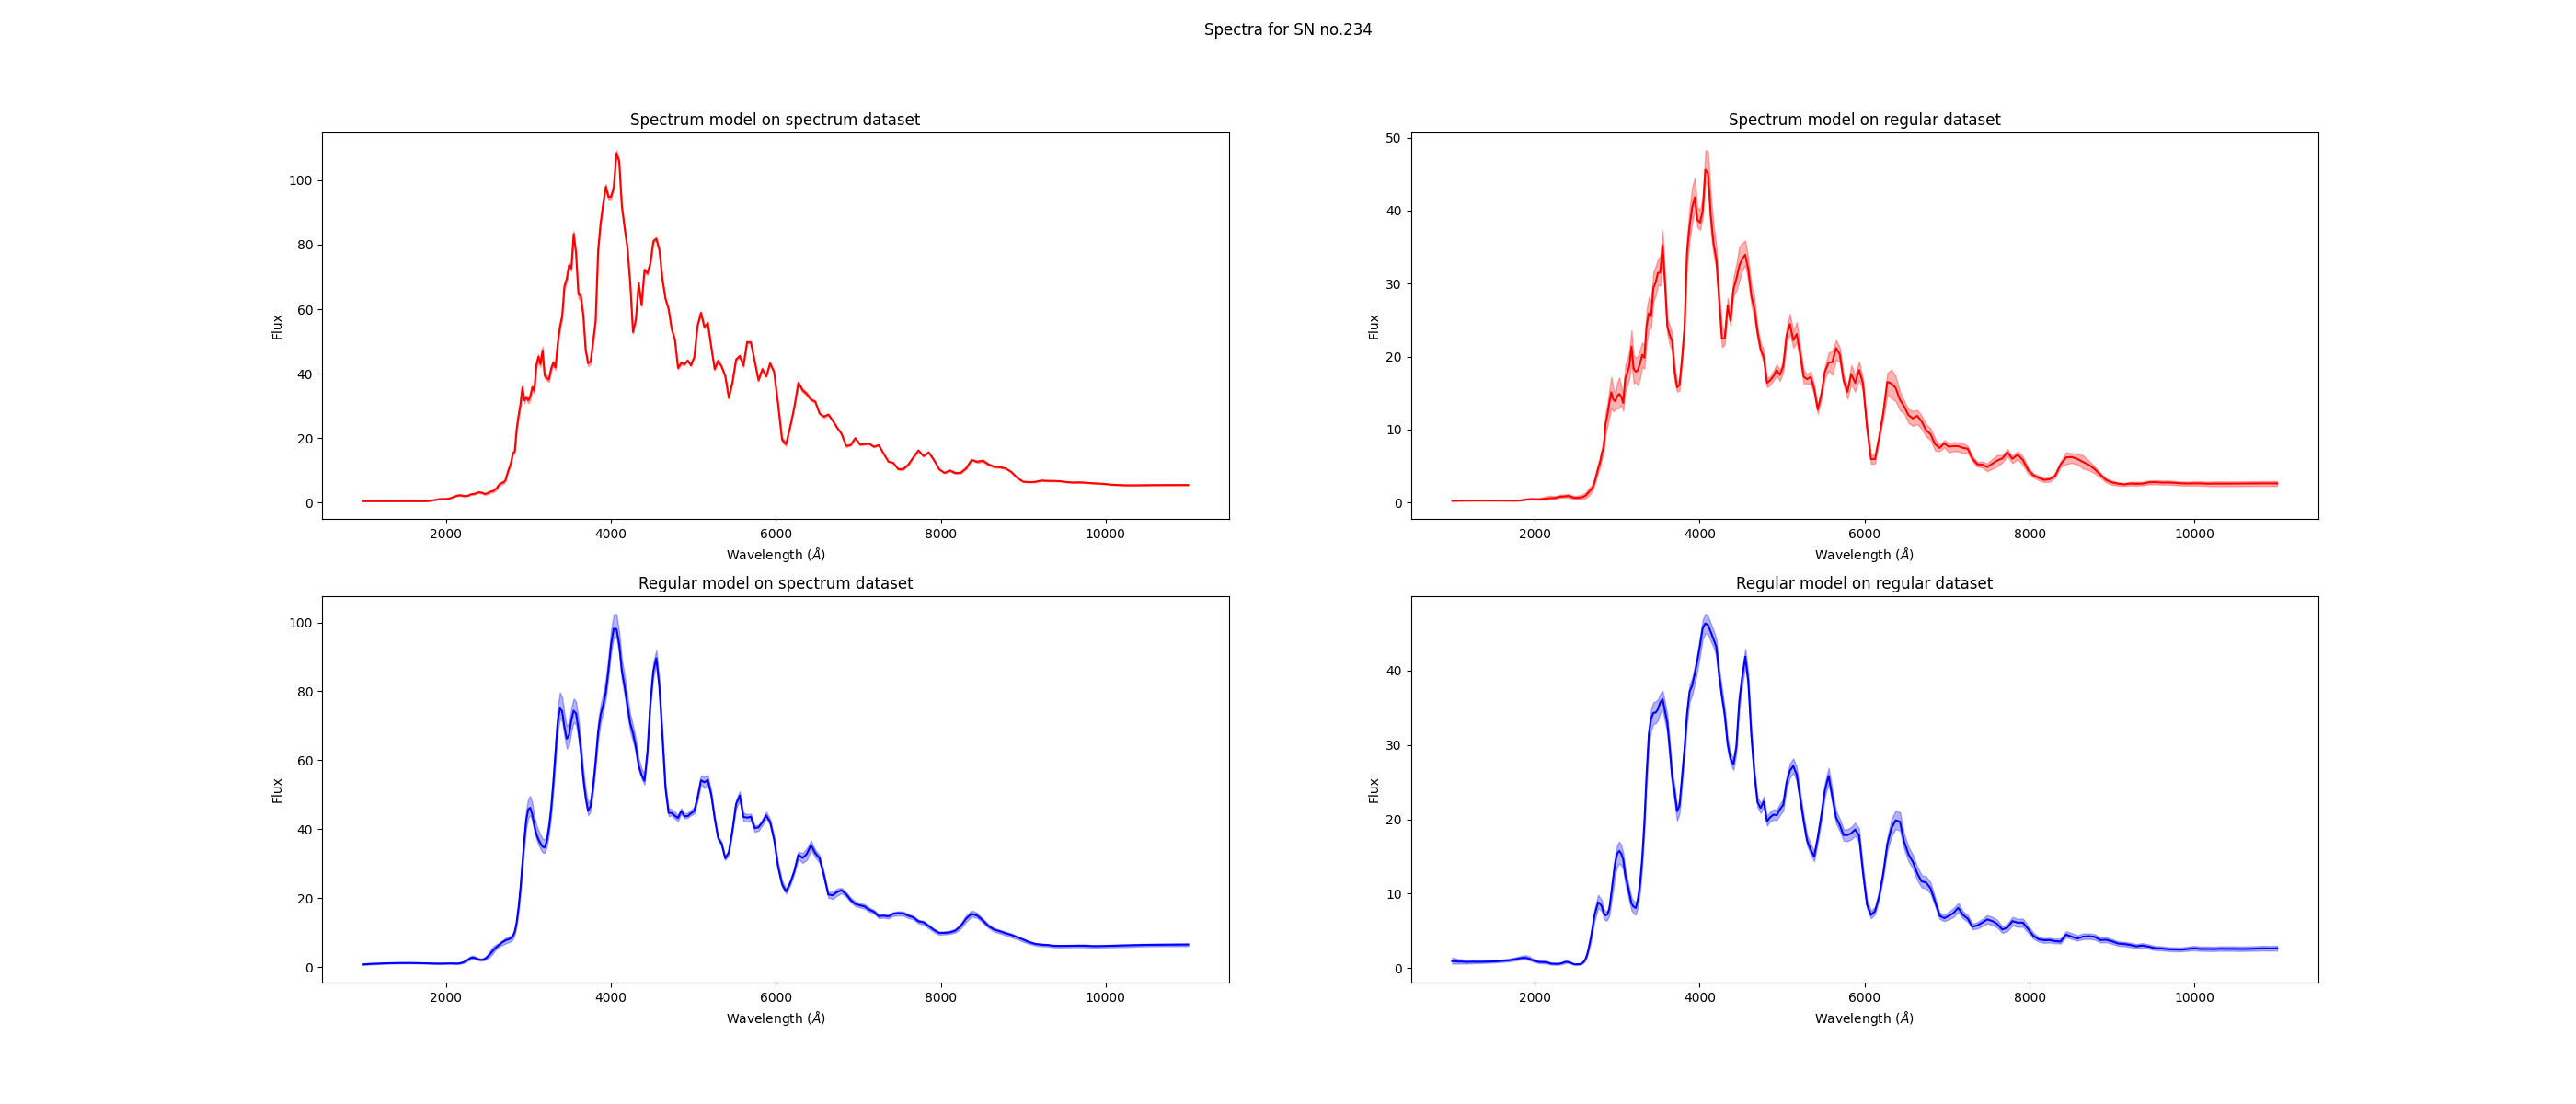 Spectra for SN no.234
Spectrum model on spectrum dataset
100
80
60
40
20
0
Flux
2000 4000 6000 8000 10000
Wavelength (Å)
Spectrum model on regular dataset
50
40
30
20
10
0
Flux
2000 4000 6000 8000 10000
Wavelength (Å)
Regular model on spectrum dataset
100
80
60
40
20
0
Flux
2000 4000 6000 8000 10000
Wavelength (Å)
Regular model on regular dataset
40
30
20
10
0
Flux
2000 4000 6000 8000 10000
Wavelength (Å)